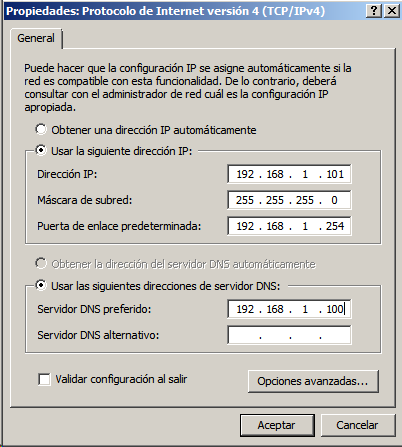 Propiedades: Protocolo de Internet versión 4 (TCP/IPv4)
General
Puede hacer que la configuración IP se asigne automáticamente si la
red es compatible con esta funcionalidad. De lo contrario, deberá
consultar con el administrador de red cuál es la configuración IP
apropiada.
Obtener una dirección IP automáticamente
Usar la siguiente dirección IP:
Dirección IP: 192 . 168 . 1 . 101
Máscara de subred: 255 . 255 . 255 . 0
Puerta de enlace predeterminada: 192 . 168 . 1 . 254
Obtener la dirección del servidor DNS automáticamente
Usar las siguientes direcciones de servidor DNS:
Servidor DNS preferido: 192 . 168 . 1 . 100
Servidor DNS alternativo: . . .
Validar configuración al salir
Opciones avanzadas...
Aceptar Cancelar